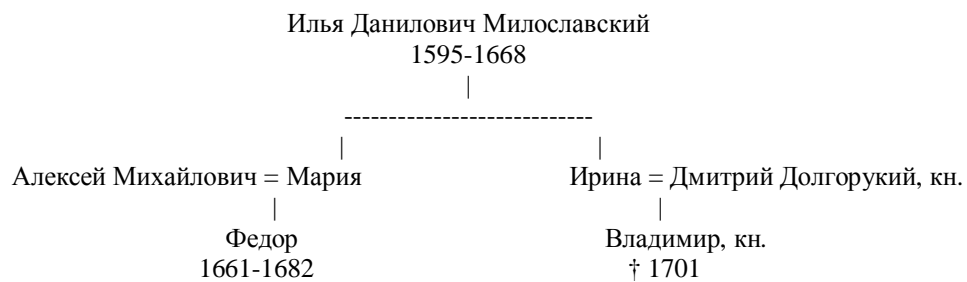 Илья Данилович Милославский
1595-1668
|
----------------------------
| |
Алексей Михайлович = Мария Ирина = Дмитрий Долгорукий, кн.
| |
Федор Владимир, кн.
1661-1682 † 1701